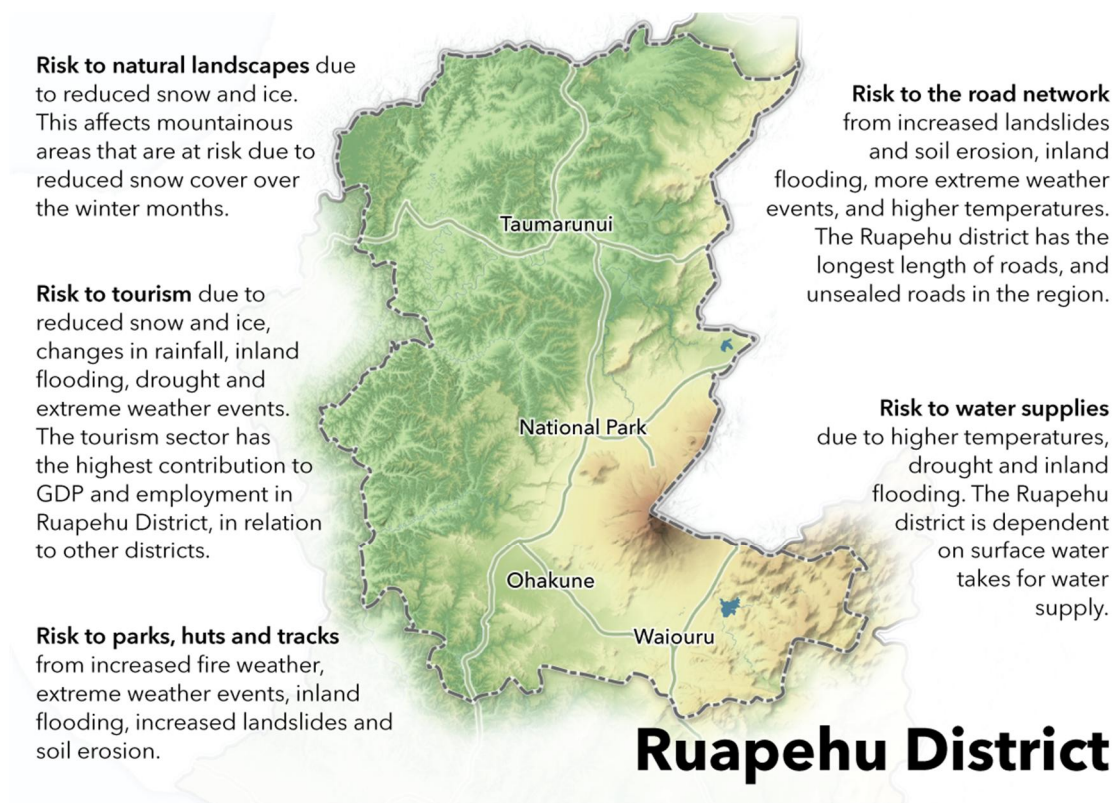 Risk to natural landscapes due
to reduced snow and ice.
This affects mountainous
areas that are at risk due to
reduced snow cover over
the winter months.
Risk to tourism due to
reduced snow and ice,
changes in rainfall, inland
flooding, drought and
extreme weather events.
The tourism sector has
the highest contribution to
GDP and employment in
Ruapehu District, in relation
to other districts.
Risk to parks, huts and tracks
from increased fire weather,
extreme weather events, inland
flooding, increased landslides and
soil erosion.
Taumarunui
National Park
Ohakune
Waiouru
Risk to the road network
from increased landslides
and soil erosion, inland
flooding, more extreme weather
events, and higher temperatures.
The Ruapehu district has the
longest length of roads, and
unsealed roads in the region.
Risk to water supplies
due to higher temperatures,
drought and inland
flooding. The Ruapehu
district is dependent
on surface water
takes for water
supply.
Ruapehu District